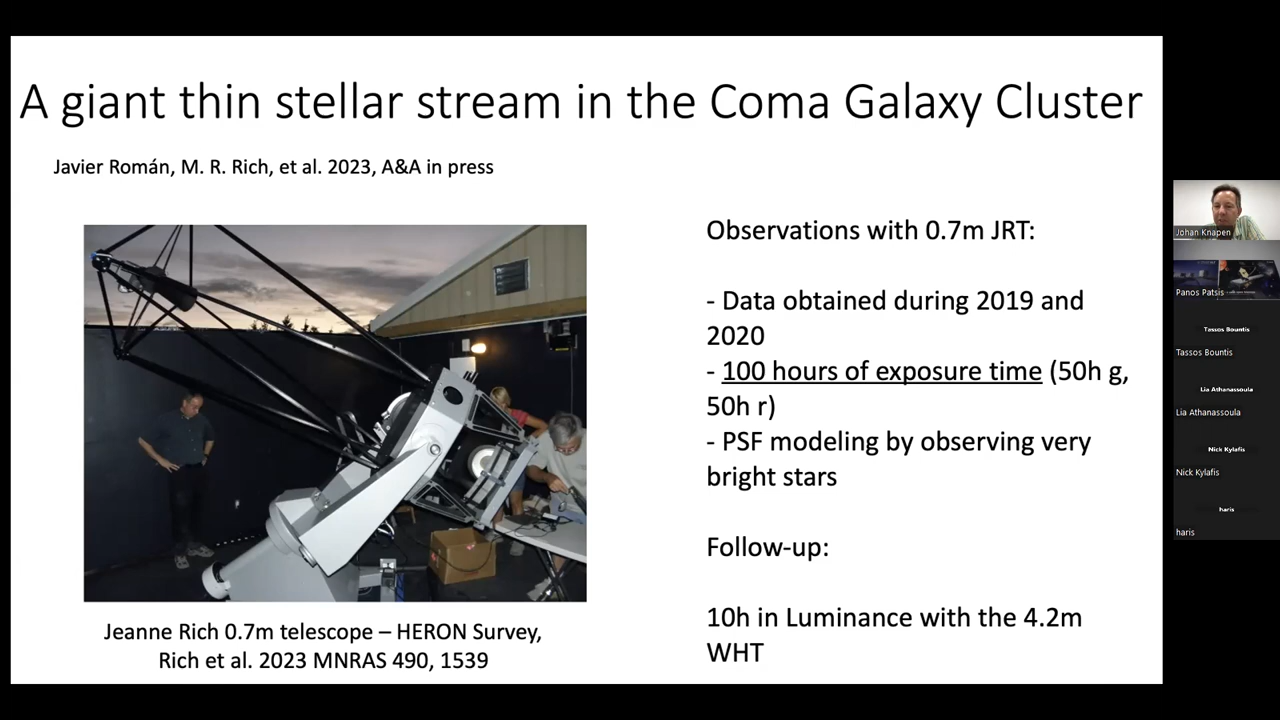 A giant thin stellar stream in the Coma Galaxy Cluster
Javier Román, M. R. Rich, et al. 2023, A&A in press
Observations with 0.7m JRT:
- Data obtained during 2019 and
2020
- 100 hours of exposure time (50h g,
50h r)
- PSF modeling by observing very
bright stars
Follow-up:
10h in Luminance with the 4.2m
WHT
Jeanne Rich 0.7m telescope – HERON Survey,
Rich et al. 2023 MNRAS 490, 1539
Johan Knapen
Panos Patsis
Tassos Bountis
Tassos Bountis
Lia Athanassoula
Lia Athanassoula
Nick Kylafis
Nick Kylafis
haris
haris